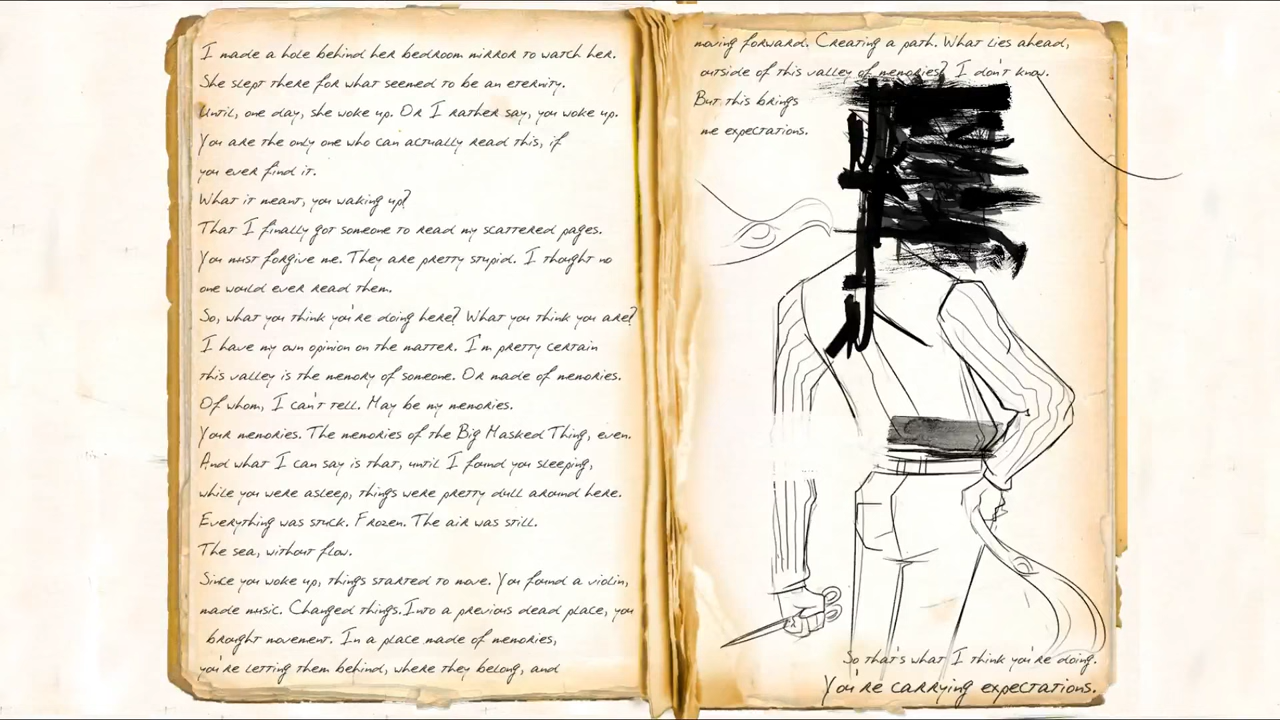 I made a hole behind her bedroom mirror to watch her.
She slept there for what seemed to be an eternity.
Until, one day, she woke up. Or I rather say, you woke up.
You are the only one who can actually read this, if
you ever find it.
What it meant, you waking up?
That I finally got someone to read my scattered pages.
You must forgive me. They are pretty stupid. I thought no
one would ever read them.
So, what you think you're doing here? What you think you are?
I have my own opinion on the matter. I'm pretty certain
this valley is the memory of someone. Or made of memories.
Of whom, I can't tell. May be my memories.
Your memories. The memories of the Big Masked Thing, even.
And what I can say is that, until I found you sleeping,
while you were asleep, things were pretty dull around here.
Everything was stuck. Frozen. The air was still.
The sea, without flow.
Since you woke up, things started to move. You found a violin,
made music. Changed things.Into a previous dead place, you
brought movement. In a place made of memories,
you're letting them behind, where they belong, and
moving forward. Creating a path. What lies ahead,
outside of this valley of memories? I don't know.
But this brings
me expectations.
So that's what I think you're doing.
You're carrying expectations.